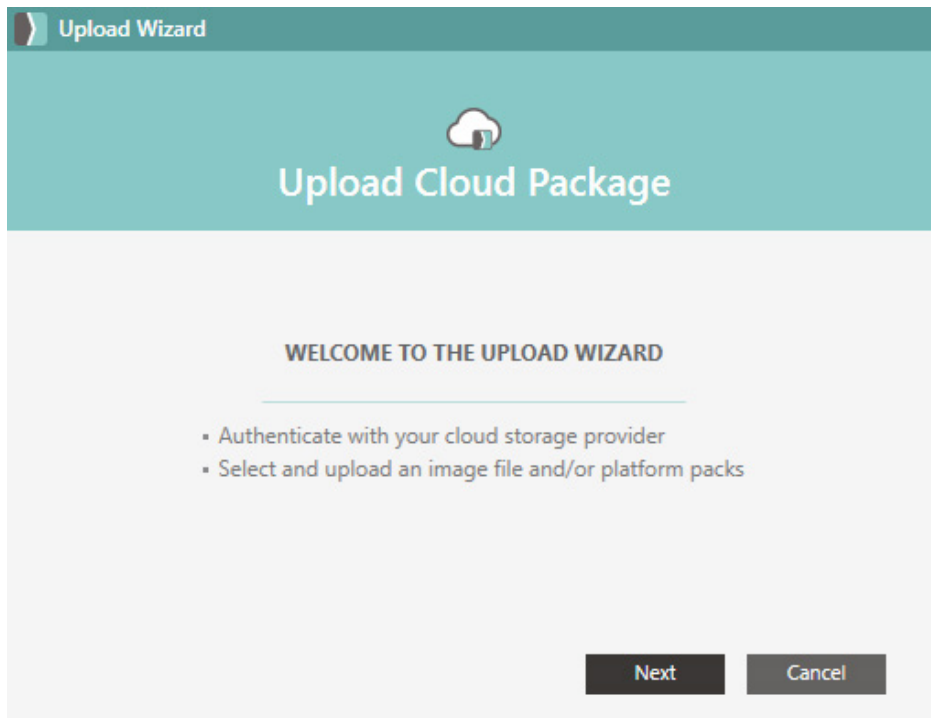 Upload Wizard
Upload Cloud Package
WELCOME TO THE UPLOAD WIZARD
▪ Authenticate with your cloud storage provider
▪ Select and upload an image file and/or platform packs
Next Cancel